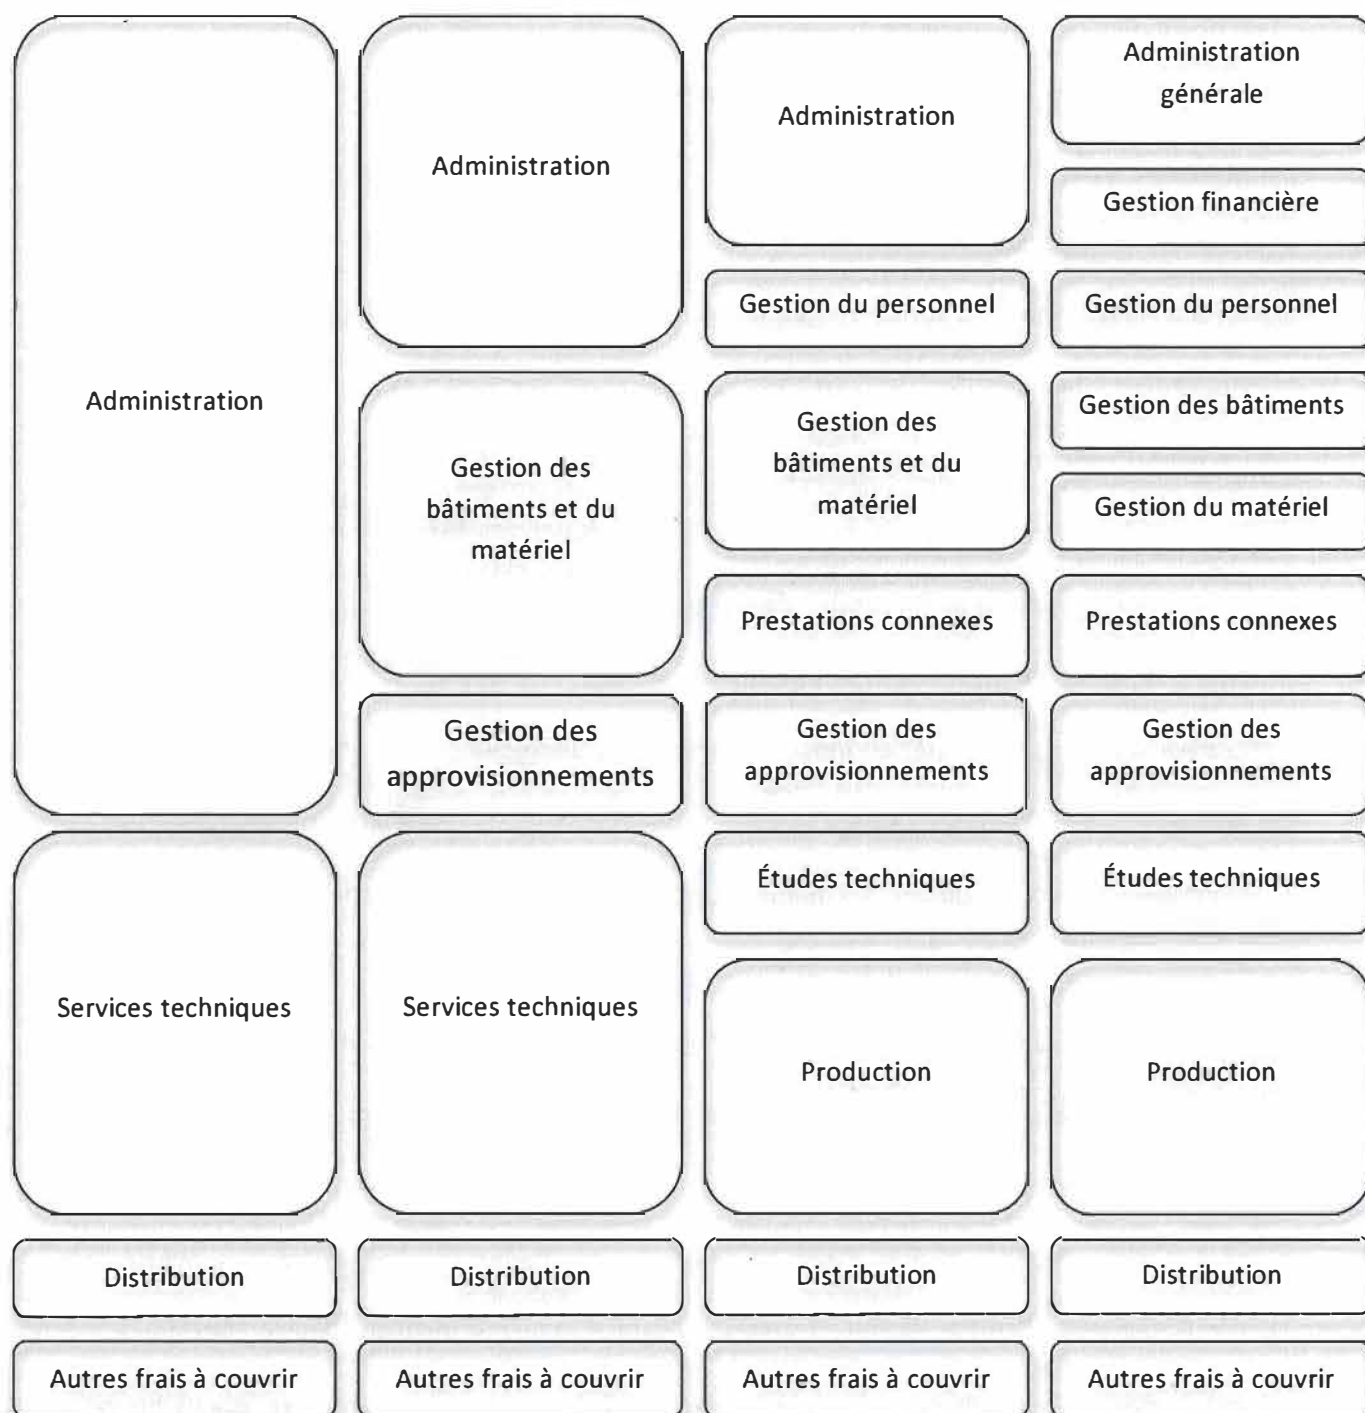 Administration
Services techniques
Distribution
Autres frais à couvrir
Administration
Gestion des
bâtiments et du
matériel
Gestion des
approvisionnements
Services techniques
Distribution
Autres frais à couvrir
Administration
Gestion du personnel
Gestion des
bâtiments et du
matériel
Prestations connexes
Gestion des
approvisionnements
Études techniques
Production
Distribution
Autres frais à couvrir
Administration
générale
Gestion financière
Gestion du personnel
Gestion des bâtiments
Gestion du matériel
Prestations connexes
Gestion des
approvisionnements
Études techniques
Production
Distribution
Autres frais à couvrir